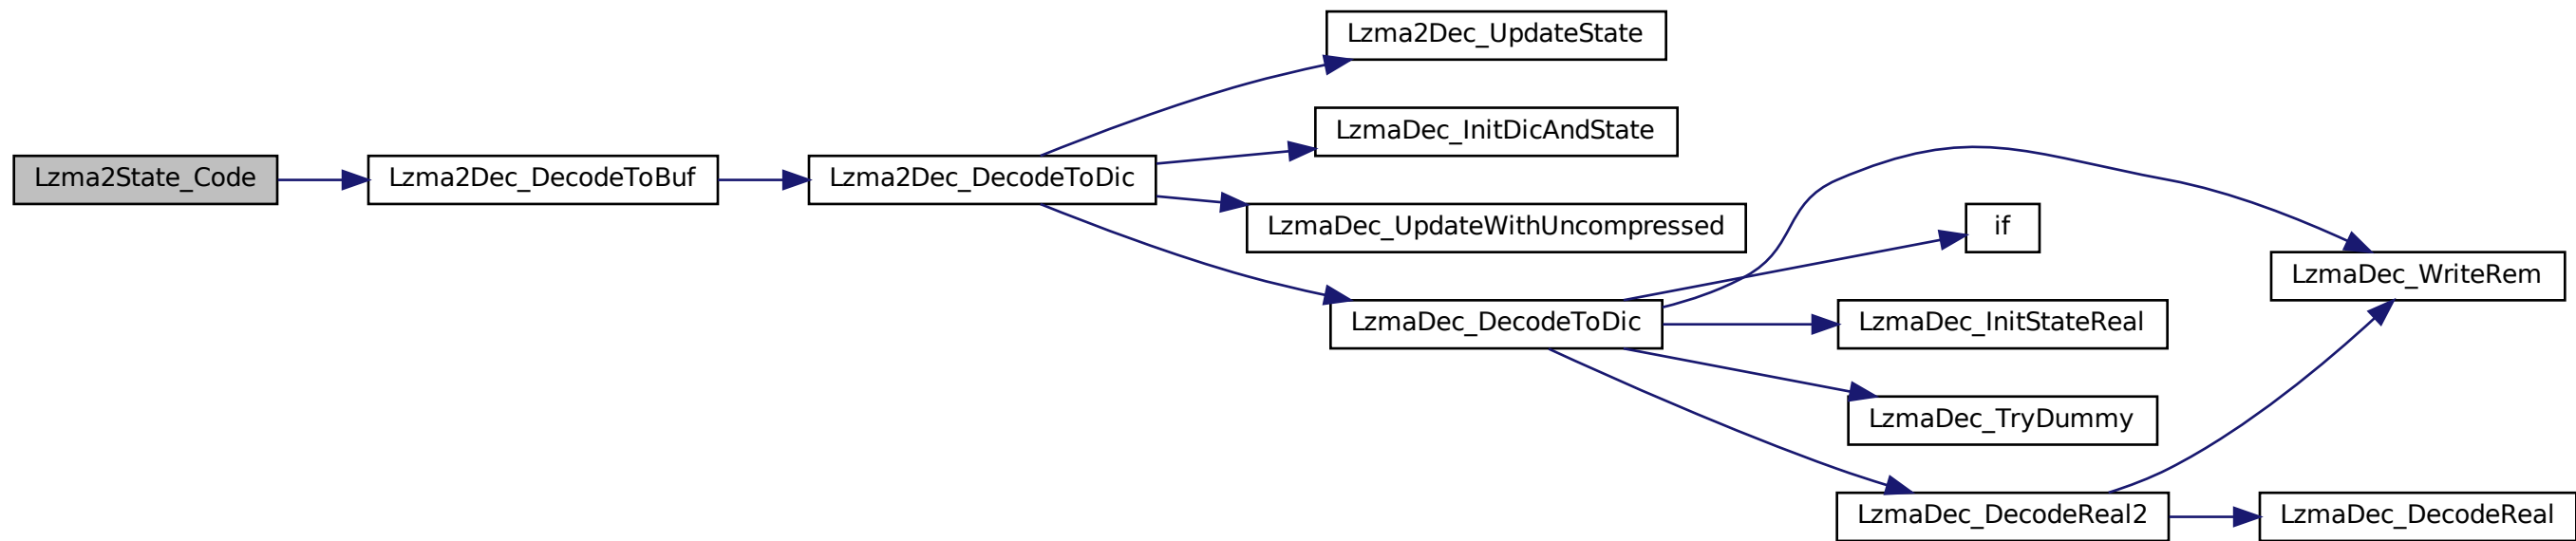 Lzma2State_Code
Lzma2Dec_DecodeToBuf
Lzma2Dec_DecodeToDic
Lzma2Dec_UpdateState
LzmaDec_InitDicAndState
LzmaDec_UpdateWithUncompressed
LzmaDec_DecodeToDic
if
LzmaDec_InitStateReal
LzmaDec_TryDummy
LzmaDec_DecodeReal2
LzmaDec_WriteRem
LzmaDec_DecodeReal